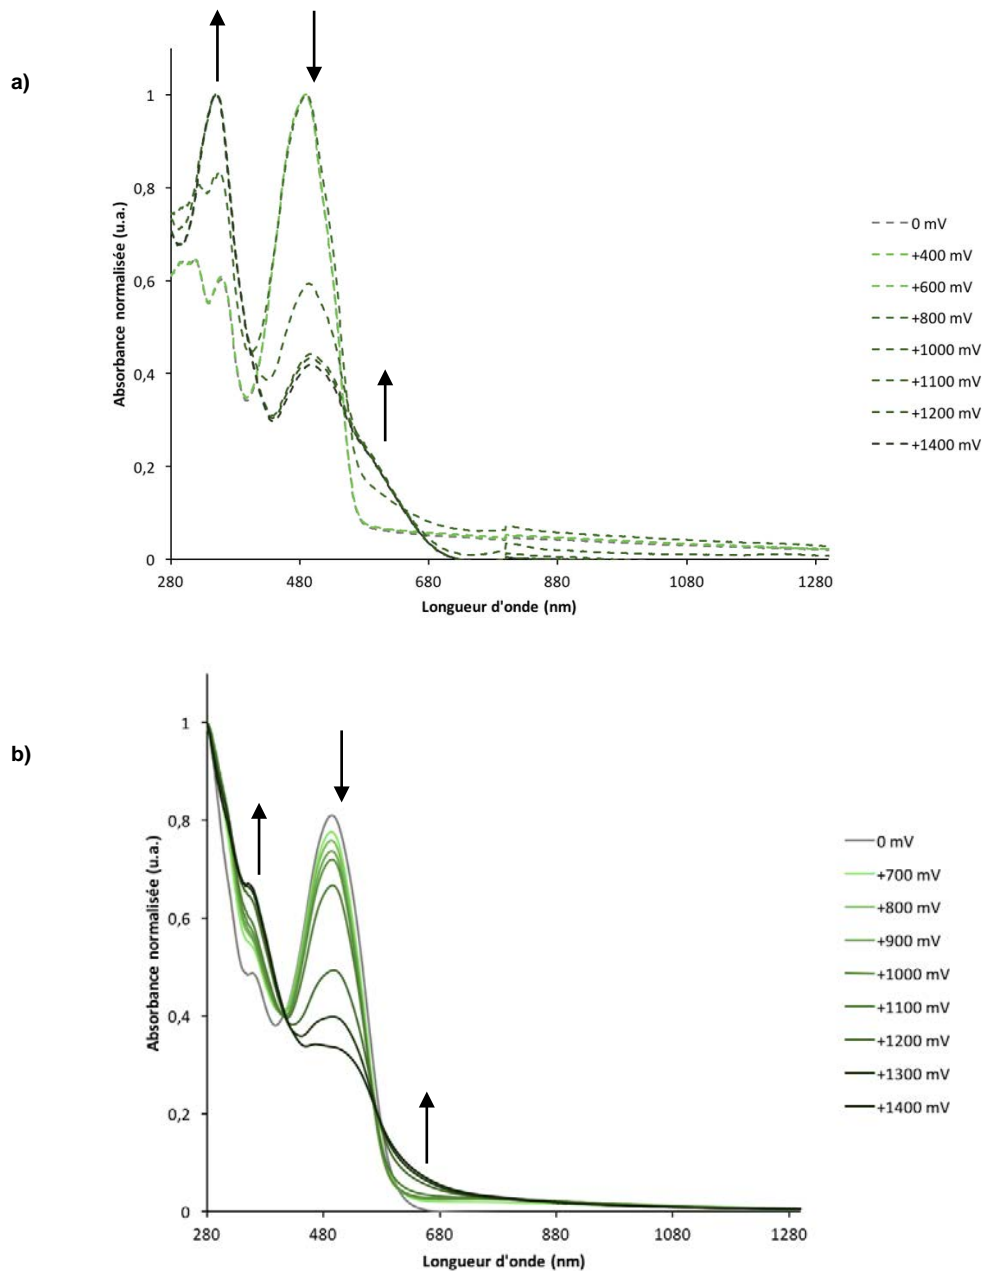 a)
Absorbance normalisée (u.a.)
1
0,8
0,6
0,4
0,2
0
280 480 680 880 1080 1280
Longueur d'onde (nm)
0 mV
+400 mV
+600 mV
+800 mV
+1000 mV
+1100 mV
+1200 mV
+1400 mV
b)
Absorbance normalisée (u.a.)
1
0,8
0,6
0,4
0,2
0
280 480 680 880 1080 1280
Longueur d'onde (nm)
0 mV
+700 mV
+800 mV
+900 mV
+1000 mV
+1100 mV
+1200 mV
+1300 mV
+1400 mV